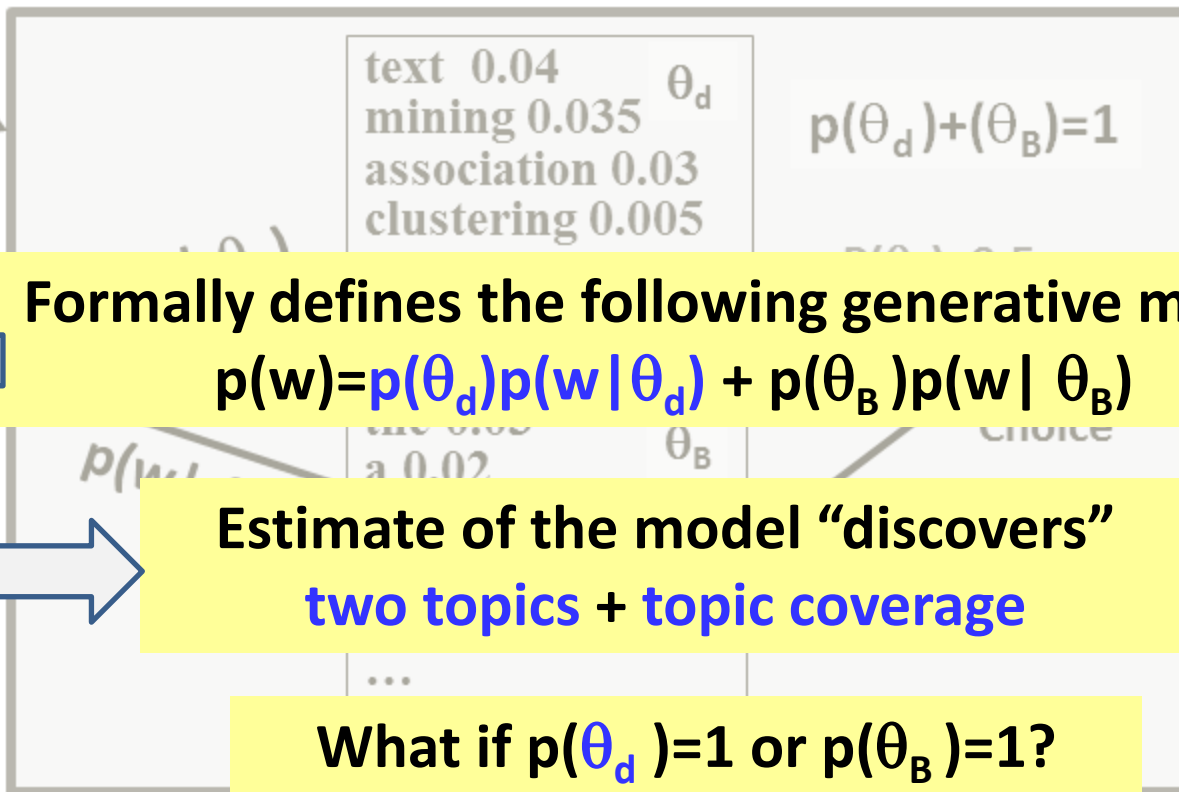 text 0.04
θd
mining 0.035
p(θd)+(θB)=1
association 0.03
clustering 0.005
Formally defines the following generative m
p(w)=p(θd)p(w|θd) + p(θB)p(w| θB)
θB
Choice
p(w|
a 0.02
Estimate of the model “discovers”
two topics + topic coverage
...
What if p(θd )=1 or p(θB )=1?